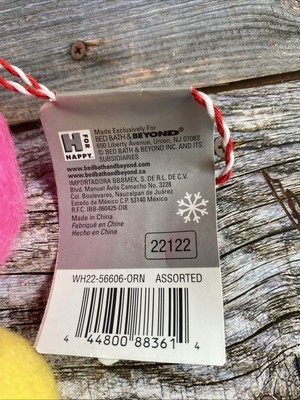 H FOR HAPPY.
Made Exclusively For
BED BATH & BEYOND®
650 Liberty Avenue, Union, NJ 07083
© BED BATH & BEYOND INC. AND ITS
SUBSIDIARIES
www.bedbathandbeyond.com
www.bedbathandbeyond.ca
IMPORTADORA BBBMEX, S. DE R.L. DE C.V.
Blvd. Manuel Avila Camacho No. 3228
Col. Boulevares, Naucalpan de Juárez,
Estado de México C.P. 53140 México
R.F.C. IBB-060425-DI8
Made in China
Fabriqué en Chine
Hecho en China
22122
WH22-56606-ORN ASSORTED
4 44800 88361 4